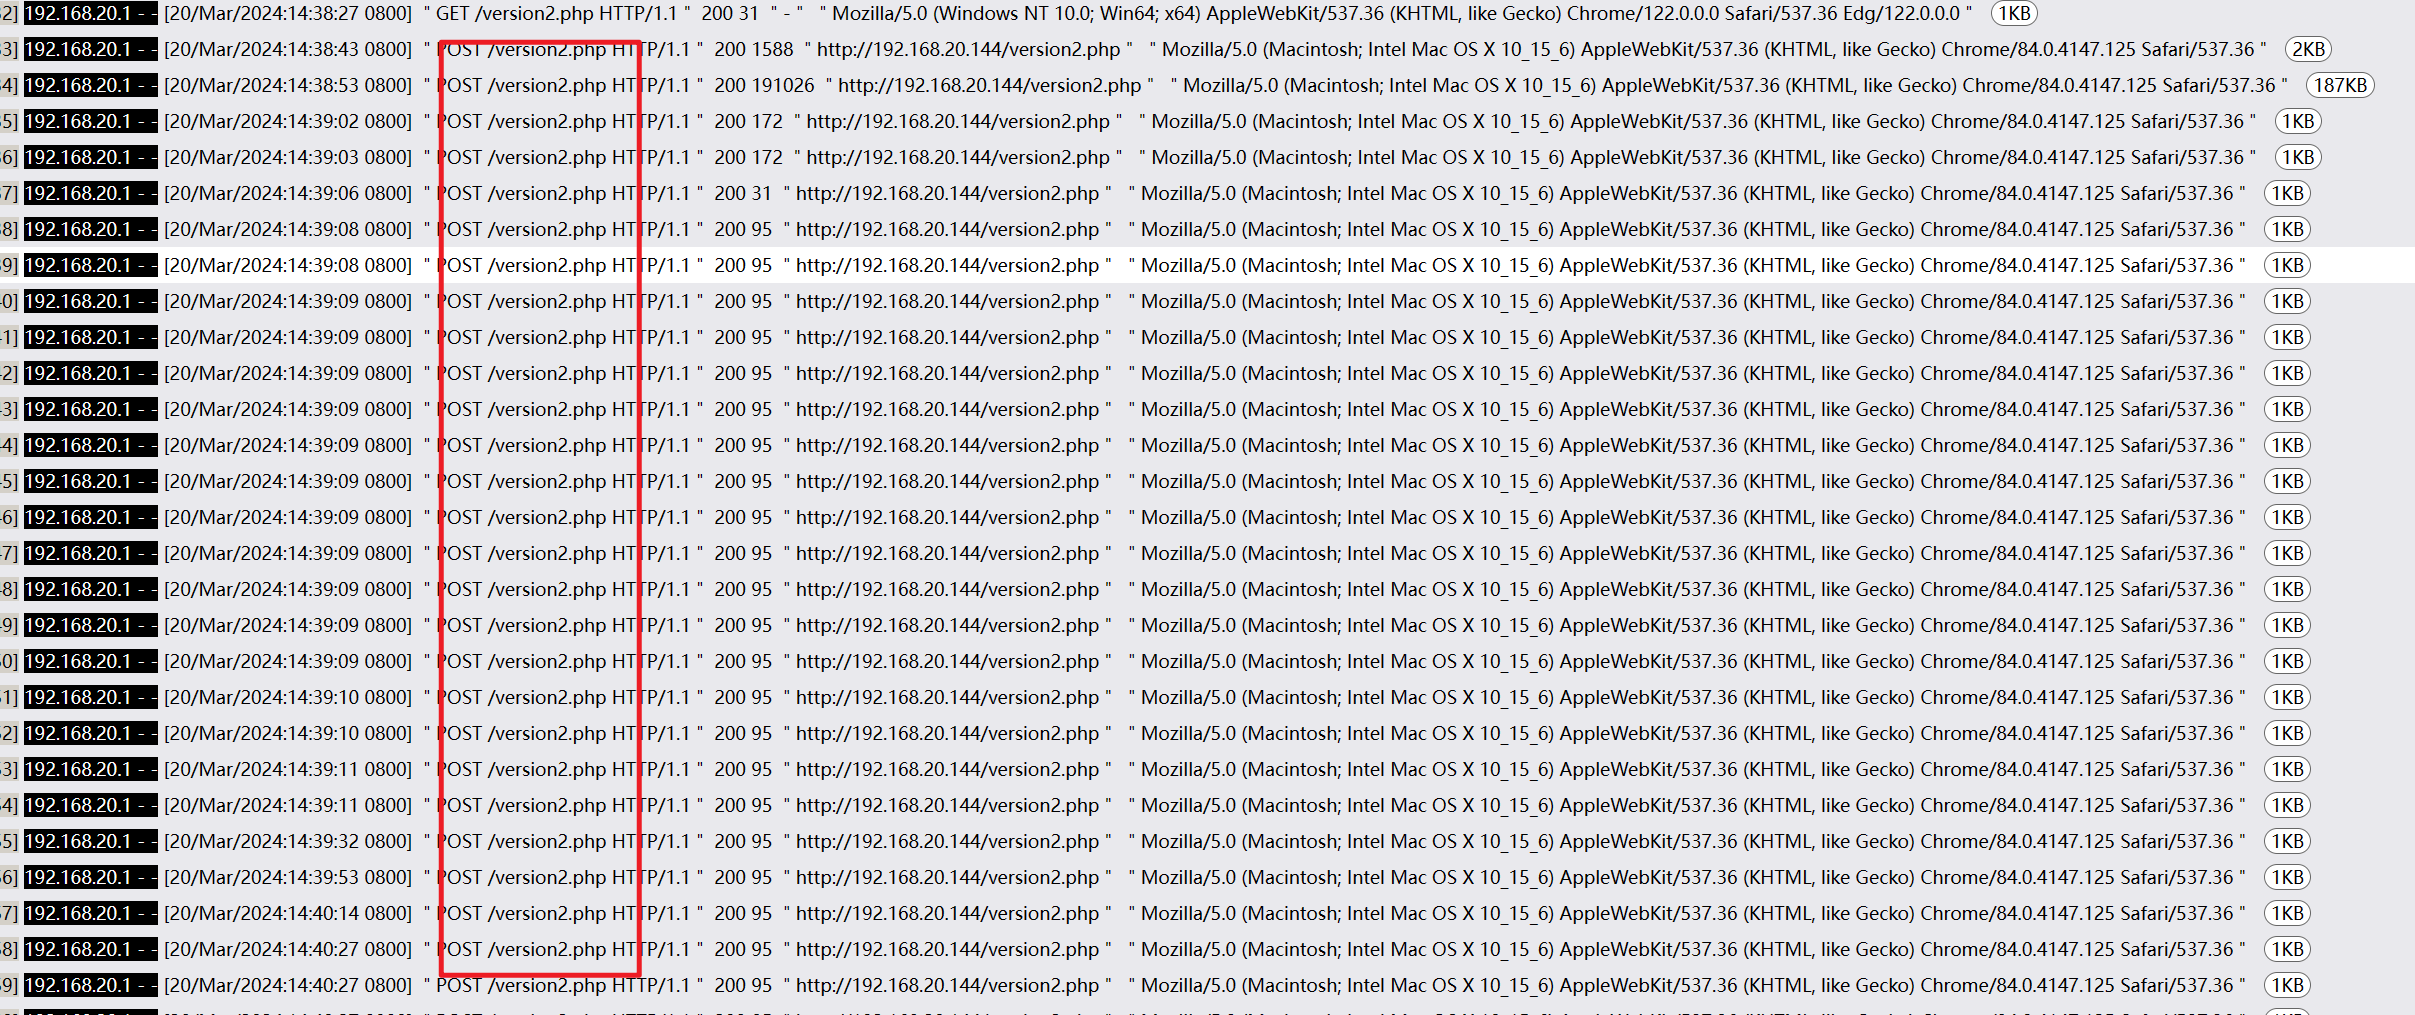 32] 192.168.20.1 - - [20/Mar/2024:14:38:27 0800] " GET /version2.php HTTP/1.1 " 200 31 " - " " Mozilla/5.0 (Windows NT 10.0; Win64; x64) AppleWebKit/537.36 (KHTML, like Gecko) Chrome/122.0.0.0 Safari/537.36 Edg/122.0.0.0 " 1KB
33] 192.168.20.1 - - [20/Mar/2024:14:38:43 0800] " POST /version2.php HTTP/1.1 " 200 1588 " http://192.168.20.144/version2.php " " Mozilla/5.0 (Macintosh; Intel Mac OS X 10_15_6) AppleWebKit/537.36 (KHTML, like Gecko) Chrome/84.0.4147.125 Safari/537.36 " 2KB
34] 192.168.20.1 - - [20/Mar/2024:14:38:53 0800] " POST /version2.php HTTP/1.1 " 200 191026 " http://192.168.20.144/version2.php " " Mozilla/5.0 (Macintosh; Intel Mac OS X 10_15_6) AppleWebKit/537.36 (KHTML, like Gecko) Chrome/84.0.4147.125 Safari/537.36 " 187KB
35] 192.168.20.1 - - [20/Mar/2024:14:39:02 0800] " POST /version2.php HTTP/1.1 " 200 172 " http://192.168.20.144/version2.php " " Mozilla/5.0 (Macintosh; Intel Mac OS X 10_15_6) AppleWebKit/537.36 (KHTML, like Gecko) Chrome/84.0.4147.125 Safari/537.36 " 1KB
36] 192.168.20.1 - - [20/Mar/2024:14:39:03 0800] " POST /version2.php HTTP/1.1 " 200 172 " http://192.168.20.144/version2.php " " Mozilla/5.0 (Macintosh; Intel Mac OS X 10_15_6) AppleWebKit/537.36 (KHTML, like Gecko) Chrome/84.0.4147.125 Safari/537.36 " 1KB
37] 192.168.20.1 - - [20/Mar/2024:14:39:06 0800] " POST /version2.php HTTP/1.1 " 200 31 " http://192.168.20.144/version2.php " " Mozilla/5.0 (Macintosh; Intel Mac OS X 10_15_6) AppleWebKit/537.36 (KHTML, like Gecko) Chrome/84.0.4147.125 Safari/537.36 " 1KB
38] 192.168.20.1 - - [20/Mar/2024:14:39:08 0800] " POST /version2.php HTTP/1.1 " 200 95 " http://192.168.20.144/version2.php " " Mozilla/5.0 (Macintosh; Intel Mac OS X 10_15_6) AppleWebKit/537.36 (KHTML, like Gecko) Chrome/84.0.4147.125 Safari/537.36 " 1KB
39] 192.168.20.1 - - [20/Mar/2024:14:39:08 0800] " POST /version2.php HTTP/1.1 " 200 95 " http://192.168.20.144/version2.php " " Mozilla/5.0 (Macintosh; Intel Mac OS X 10_15_6) AppleWebKit/537.36 (KHTML, like Gecko) Chrome/84.0.4147.125 Safari/537.36 " 1KB
40] 192.168.20.1 - - [20/Mar/2024:14:39:09 0800] " POST /version2.php HTTP/1.1 " 200 95 " http://192.168.20.144/version2.php " " Mozilla/5.0 (Macintosh; Intel Mac OS X 10_15_6) AppleWebKit/537.36 (KHTML, like Gecko) Chrome/84.0.4147.125 Safari/537.36 " 1KB
41] 192.168.20.1 - - [20/Mar/2024:14:39:09 0800] " POST /version2.php HTTP/1.1 " 200 95 " http://192.168.20.144/version2.php " " Mozilla/5.0 (Macintosh; Intel Mac OS X 10_15_6) AppleWebKit/537.36 (KHTML, like Gecko) Chrome/84.0.4147.125 Safari/537.36 " 1KB
42] 192.168.20.1 - - [20/Mar/2024:14:39:09 0800] " POST /version2.php HTTP/1.1 " 200 95 " http://192.168.20.144/version2.php " " Mozilla/5.0 (Macintosh; Intel Mac OS X 10_15_6) AppleWebKit/537.36 (KHTML, like Gecko) Chrome/84.0.4147.125 Safari/537.36 " 1KB
43] 192.168.20.1 - - [20/Mar/2024:14:39:09 0800] " POST /version2.php HTTP/1.1 " 200 95 " http://192.168.20.144/version2.php " " Mozilla/5.0 (Macintosh; Intel Mac OS X 10_15_6) AppleWebKit/537.36 (KHTML, like Gecko) Chrome/84.0.4147.125 Safari/537.36 " 1KB
44] 192.168.20.1 - - [20/Mar/2024:14:39:09 0800] " POST /version2.php HTTP/1.1 " 200 95 " http://192.168.20.144/version2.php " " Mozilla/5.0 (Macintosh; Intel Mac OS X 10_15_6) AppleWebKit/537.36 (KHTML, like Gecko) Chrome/84.0.4147.125 Safari/537.36 " 1KB
45] 192.168.20.1 - - [20/Mar/2024:14:39:09 0800] " POST /version2.php HTTP/1.1 " 200 95 " http://192.168.20.144/version2.php " " Mozilla/5.0 (Macintosh; Intel Mac OS X 10_15_6) AppleWebKit/537.36 (KHTML, like Gecko) Chrome/84.0.4147.125 Safari/537.36 " 1KB
46] 192.168.20.1 - - [20/Mar/2024:14:39:09 0800] " POST /version2.php HTTP/1.1 " 200 95 " http://192.168.20.144/version2.php " " Mozilla/5.0 (Macintosh; Intel Mac OS X 10_15_6) AppleWebKit/537.36 (KHTML, like Gecko) Chrome/84.0.4147.125 Safari/537.36 " 1KB
47] 192.168.20.1 - - [20/Mar/2024:14:39:09 0800] " POST /version2.php HTTP/1.1 " 200 95 " http://192.168.20.144/version2.php " " Mozilla/5.0 (Macintosh; Intel Mac OS X 10_15_6) AppleWebKit/537.36 (KHTML, like Gecko) Chrome/84.0.4147.125 Safari/537.36 " 1KB
48] 192.168.20.1 - - [20/Mar/2024:14:39:09 0800] " POST /version2.php HTTP/1.1 " 200 95 " http://192.168.20.144/version2.php " " Mozilla/5.0 (Macintosh; Intel Mac OS X 10_15_6) AppleWebKit/537.36 (KHTML, like Gecko) Chrome/84.0.4147.125 Safari/537.36 " 1KB
49] 192.168.20.1 - - [20/Mar/2024:14:39:09 0800] " POST /version2.php HTTP/1.1 " 200 95 " http://192.168.20.144/version2.php " " Mozilla/5.0 (Macintosh; Intel Mac OS X 10_15_6) AppleWebKit/537.36 (KHTML, like Gecko) Chrome/84.0.4147.125 Safari/537.36 " 1KB
50] 192.168.20.1 - - [20/Mar/2024:14:39:09 0800] " POST /version2.php HTTP/1.1 " 200 95 " http://192.168.20.144/version2.php " " Mozilla/5.0 (Macintosh; Intel Mac OS X 10_15_6) AppleWebKit/537.36 (KHTML, like Gecko) Chrome/84.0.4147.125 Safari/537.36 " 1KB
51] 192.168.20.1 - - [20/Mar/2024:14:39:10 0800] " POST /version2.php HTTP/1.1 " 200 95 " http://192.168.20.144/version2.php " " Mozilla/5.0 (Macintosh; Intel Mac OS X 10_15_6) AppleWebKit/537.36 (KHTML, like Gecko) Chrome/84.0.4147.125 Safari/537.36 " 1KB
52] 192.168.20.1 - - [20/Mar/2024:14:39:10 0800] " POST /version2.php HTTP/1.1 " 200 95 " http://192.168.20.144/version2.php " " Mozilla/5.0 (Macintosh; Intel Mac OS X 10_15_6) AppleWebKit/537.36 (KHTML, like Gecko) Chrome/84.0.4147.125 Safari/537.36 " 1KB
53] 192.168.20.1 - - [20/Mar/2024:14:39:11 0800] " POST /version2.php HTTP/1.1 " 200 95 " http://192.168.20.144/version2.php " " Mozilla/5.0 (Macintosh; Intel Mac OS X 10_15_6) AppleWebKit/537.36 (KHTML, like Gecko) Chrome/84.0.4147.125 Safari/537.36 " 1KB
54] 192.168.20.1 - - [20/Mar/2024:14:39:11 0800] " POST /version2.php HTTP/1.1 " 200 95 " http://192.168.20.144/version2.php " " Mozilla/5.0 (Macintosh; Intel Mac OS X 10_15_6) AppleWebKit/537.36 (KHTML, like Gecko) Chrome/84.0.4147.125 Safari/537.36 " 1KB
55] 192.168.20.1 - - [20/Mar/2024:14:39:32 0800] " POST /version2.php HTTP/1.1 " 200 95 " http://192.168.20.144/version2.php " " Mozilla/5.0 (Macintosh; Intel Mac OS X 10_15_6) AppleWebKit/537.36 (KHTML, like Gecko) Chrome/84.0.4147.125 Safari/537.36 " 1KB
56] 192.168.20.1 - - [20/Mar/2024:14:39:53 0800] " POST /version2.php HTTP/1.1 " 200 95 " http://192.168.20.144/version2.php " " Mozilla/5.0 (Macintosh; Intel Mac OS X 10_15_6) AppleWebKit/537.36 (KHTML, like Gecko) Chrome/84.0.4147.125 Safari/537.36 " 1KB
57] 192.168.20.1 - - [20/Mar/2024:14:40:14 0800] " POST /version2.php HTTP/1.1 " 200 95 " http://192.168.20.144/version2.php " " Mozilla/5.0 (Macintosh; Intel Mac OS X 10_15_6) AppleWebKit/537.36 (KHTML, like Gecko) Chrome/84.0.4147.125 Safari/537.36 " 1KB
58] 192.168.20.1 - - [20/Mar/2024:14:40:27 0800] " POST /version2.php HTTP/1.1 " 200 95 " http://192.168.20.144/version2.php " " Mozilla/5.0 (Macintosh; Intel Mac OS X 10_15_6) AppleWebKit/537.36 (KHTML, like Gecko) Chrome/84.0.4147.125 Safari/537.36 " 1KB
59] 192.168.20.1 - - [20/Mar/2024:14:40:27 0800] " POST /version2.php HTTP/1.1 " 200 95 " http://192.168.20.144/version2.php " " Mozilla/5.0 (Macintosh; Intel Mac OS X 10_15_6) AppleWebKit/537.36 (KHTML, like Gecko) Chrome/84.0.4147.125 Safari/537.36 " 1KB